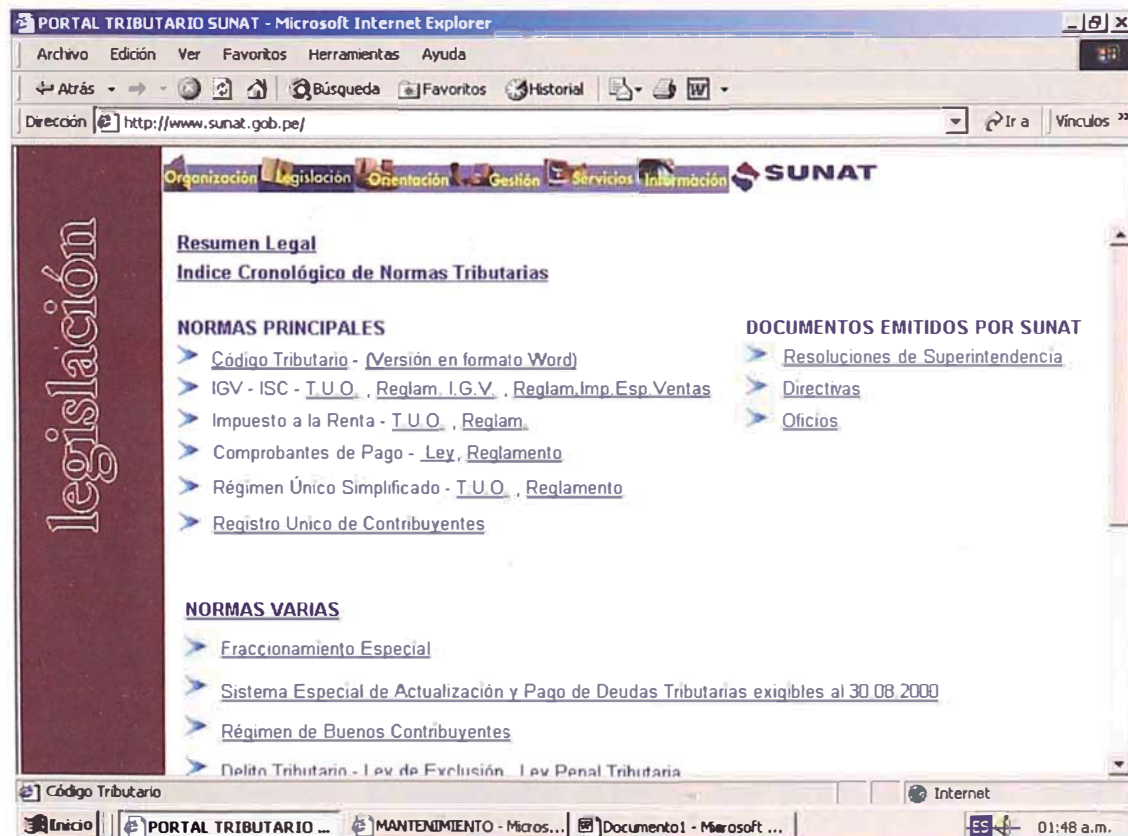 PORTAL TRIBUTARIO SUNAT - Microsoft Internet Explorer
Archivo Edición Ver Favoritos Herramientas Ayuda
Atrás Búsqueda Favoritos Historial
Dirección http://www.sunat.gob.pe/ Ir a Vínculos »
Organización Legislación Orientación Gestión Servicios Información SUNAT
legislación
Resumen Legal
Indice Cronológico de Normas Tributarias
NORMAS PRINCIPALES
Código Tributario - (Versión en formato Word)
IGV - ISC - T.U.O. , Reglam. I.G.V. , Reglam.Imp.Esp.Ventas
Impuesto a la Renta - T.U.O. , Reglam.
Comprobantes de Pago - Ley, Reglamento
Régimen Único Simplificado - T.U.O. , Reglamento
Registro Unico de Contribuyentes
DOCUMENTOS EMITIDOS POR SUNAT
Resoluciones de Superintendencia
Directivas
Oficios
NORMAS VARIAS
Fraccionamiento Especial
Sistema Especial de Actualización y Pago de Deudas Tributarias exigibles al 30.08.2000
Régimen de Buenos Contribuyentes
Delito Tributario - Ley de Exclusión , Ley Penal Tributaria
Código Tributario Internet
Inicio PORTAL TRIBUTARIO ... MANTENIMIENTO - Micros... Documento1 - Microsoft ... ES 01:48 a.m.